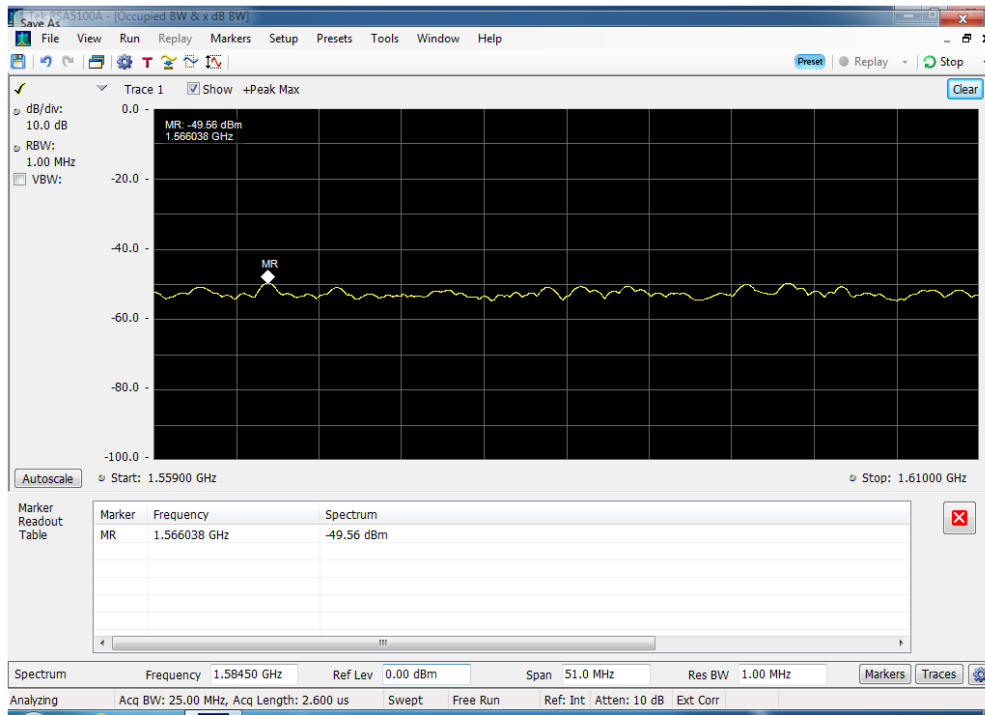 Tek RSA5100A - [Occupied BW & x dB BW]
Save As
File View Run Replay Markers Setup Presets Tools Window Help
T Preset Replay Stop
Trace 1 Show +Peak Max Clear
dB/div:
10.0 dB
RBW:
1.00 MHz
VBW:
0.0 -
-20.0 -
-40.0 -
-60.0 -
-80.0 -
-100.0 -
MR: -49.56 dBm
1.566038 GHz
MR
Autoscale Start: 1.55900 GHz Stop: 1.61000 GHz
Marker
Readout
Table
Marker Frequency Spectrum
MR 1.566038 GHz -49.56 dBm
Spectrum Frequency 1.58450 GHz Ref Lev 0.00 dBm Span 51.0 MHz Res BW 1.00 MHz Markers Traces
Analyzing Acq BW: 25.00 MHz, Acq Length: 2.600 us Swept Free Run Ref: Int Atten: 10 dB Ext Corr